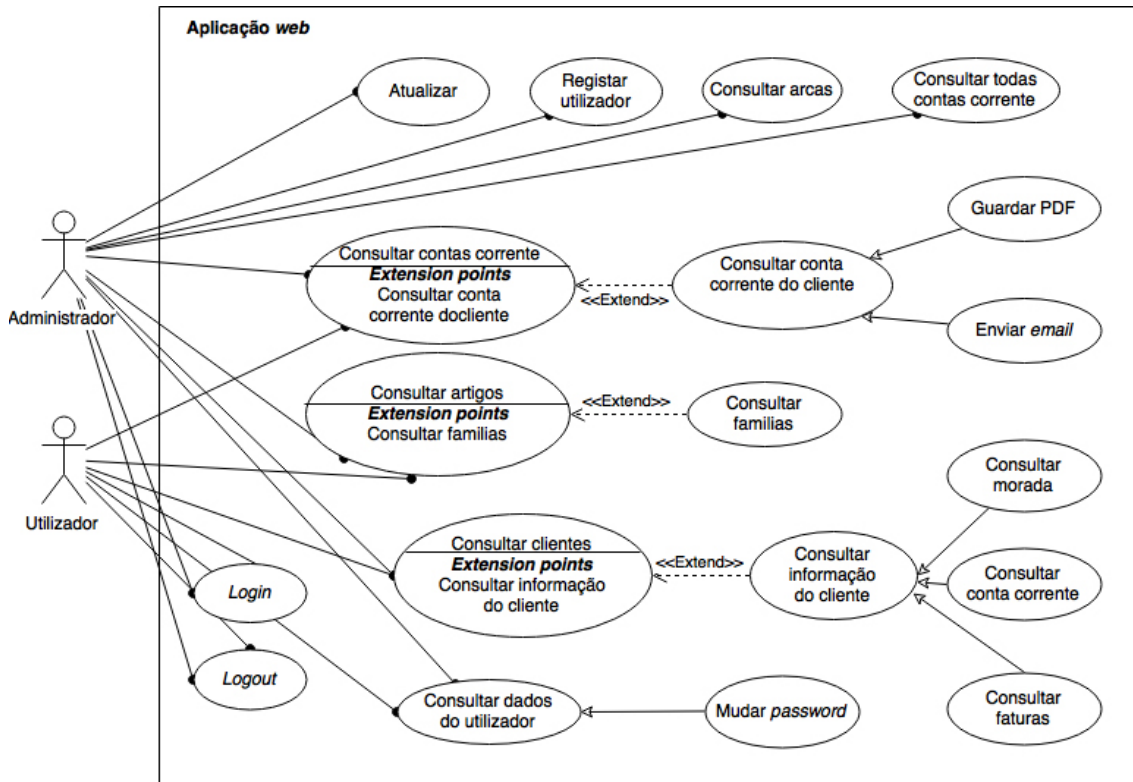 Aplicação web
Atualizar
Registar
utilizador
Consultar arcas
Consultar todas
contas corrente
Guardar PDF
Consultar contas corrente
Extension points
Consultar conta
corrente docliente
<<Extend>>
Consultar conta
corrente do cliente
Enviar email
Administrador
Consultar artigos
Extension points
Consultar familias
<<Extend>>
Consultar
familias
Utilizador
Consultar
morada
Consultar clientes
Extension points
Consultar informação
do cliente
<<Extend>>
Consultar
informação
do cliente
Consultar
conta corrente
Login
Logout
Consultar dados
do utilizador
Mudar password
Consultar
faturas